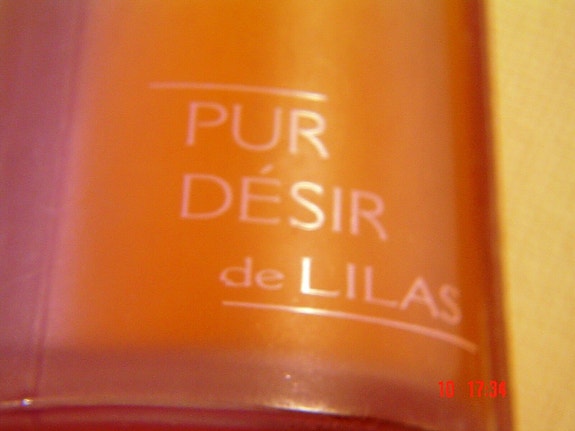 PUR
DÉSIR
de LILAS
10 17:34